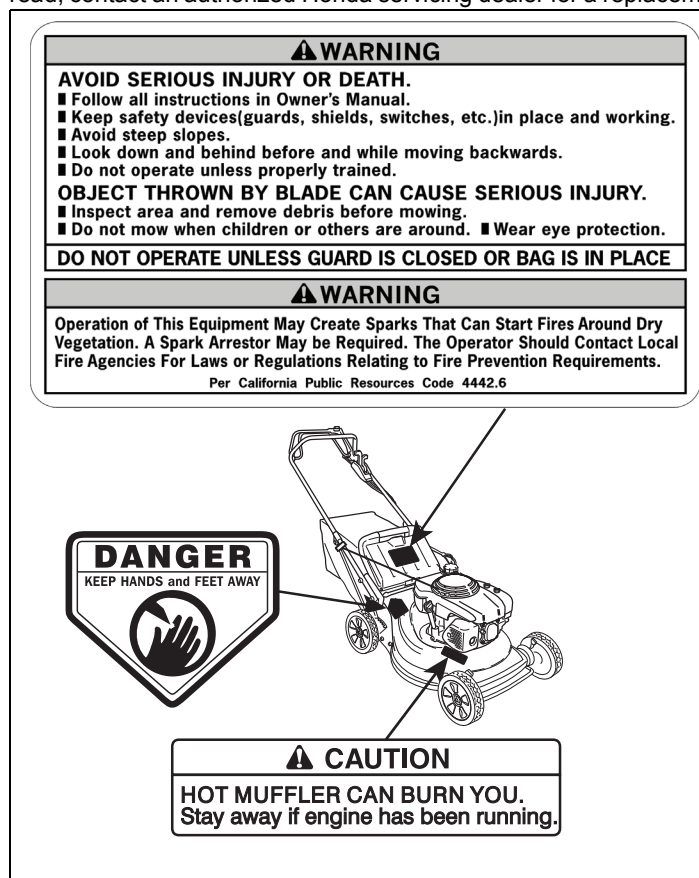 read, contact an authorized Honda servicing dealer for a replacem
WARNING
AVOID SERIOUS INJURY OR DEATH.
■ Follow all instructions in Owner's Manual.
■ Keep safety devices(guards, shields, switches, etc.)in place and working.
■ Avoid steep slopes.
■ Look down and behind before and while moving backwards.
■ Do not operate unless properly trained.
OBJECT THROWN BY BLADE CAN CAUSE SERIOUS INJURY.
■ Inspect area and remove debris before mowing.
■ Do not mow when children or others are around. ■ Wear eye protection.
DO NOT OPERATE UNLESS GUARD IS CLOSED OR BAG IS IN PLACE
WARNING
Operation of This Equipment May Create Sparks That Can Start Fires Around Dry
Vegetation. A Spark Arrestor May be Required. The Operator Should Contact Local
Fire Agencies For Laws or Regulations Relating to Fire Prevention Requirements.
Per California Public Resources Code 4442.6
DANGER
KEEP HANDS and FEET AWAY
CAUTION
HOT MUFFLER CAN BURN YOU.
Stay away if engine has been running.